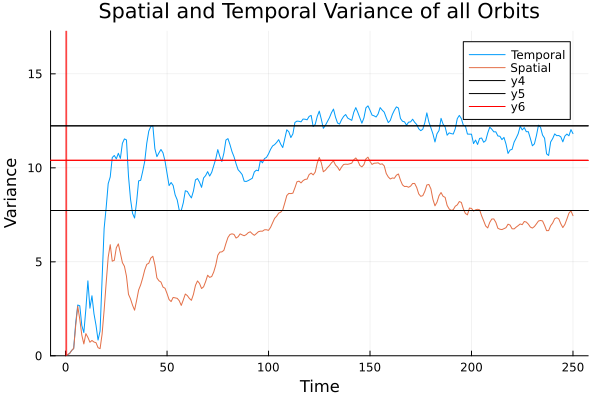 Spatial and Temporal Variance of all Orbits
Temporal
Spatial
y4
y5
y6
15
10
5
0
Variance
0 50 100 150 200 250
Time